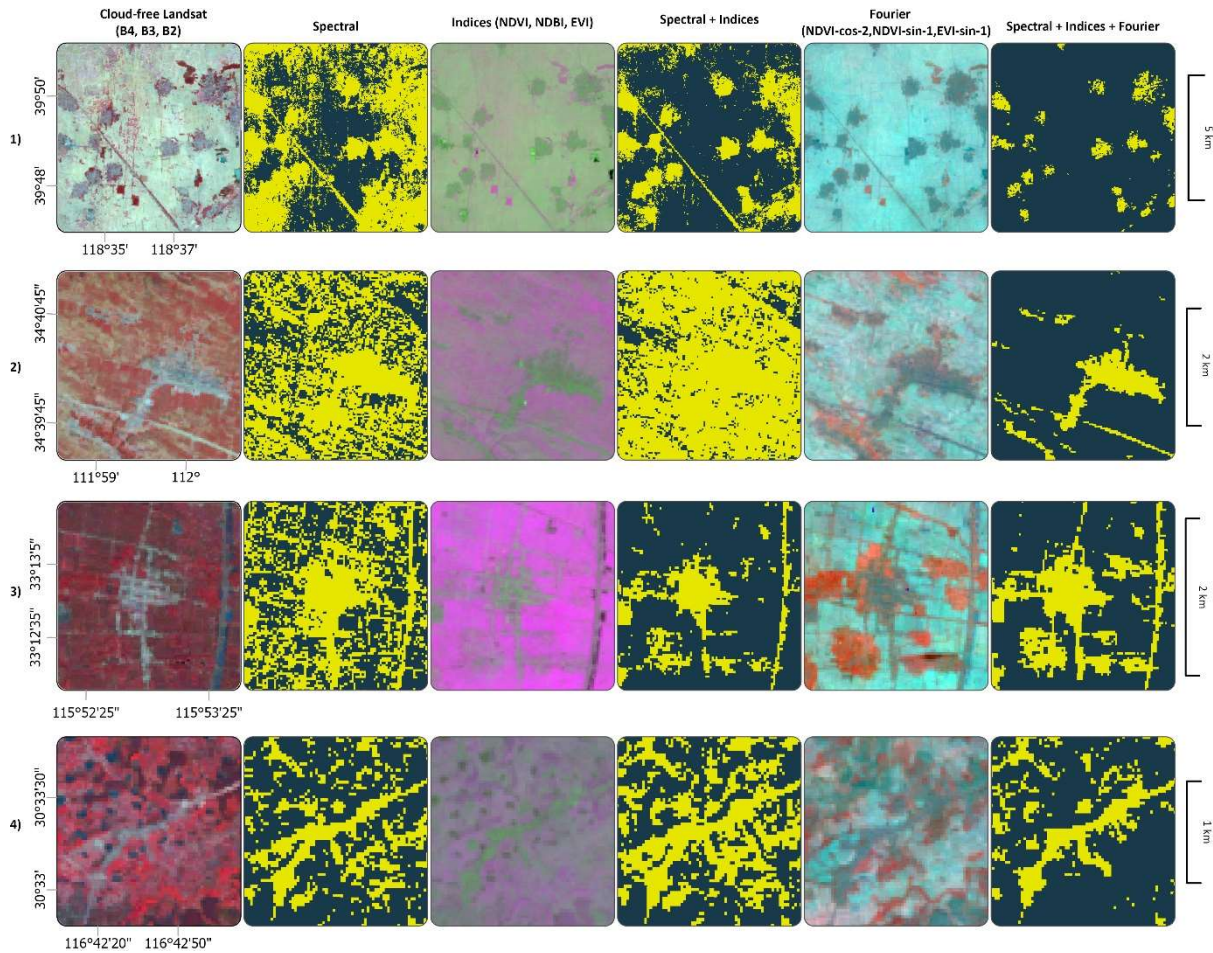 Cloud-free Landsat
(B4, B3, B2)
Spectral
Indices (NDVI, NDBI, EVI)
Spectral + Indices
Fourier
(NDVI-cos-2,NDVI-sin-1,EVI-sin-1)
Spectral + Indices + Fourier
1)
39°50'
39°48'
118°35'
118°37'
5 km
2)
34°40'45"
34°39'45"
111°59'
112°
2 km
3)
33°13'5"
33°12'35"
115°52'25"
115°53'25"
2 km
4)
30°33'30"
30°33'
116°42'20"
116°42'50"
1 km